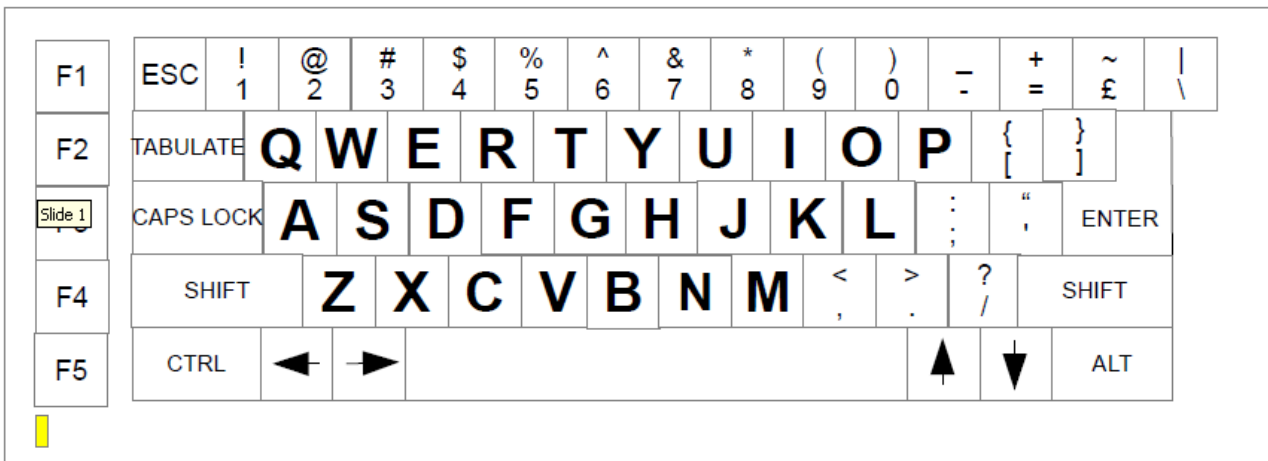 F1 ESC ! @ # $ % ^ & * ( ) _ + ~ |
1 2 3 4 5 6 7 8 9 0 - = £ \
F2 TABULATE Q W E R T Y U I O P { }
[ ]
Slide 1 CAPS LOCK A S D F G H J K L : “ ENTER
; '
F4 SHIFT Z X C V B N M < > ? SHIFT
, . /
F5 CTRL ALT